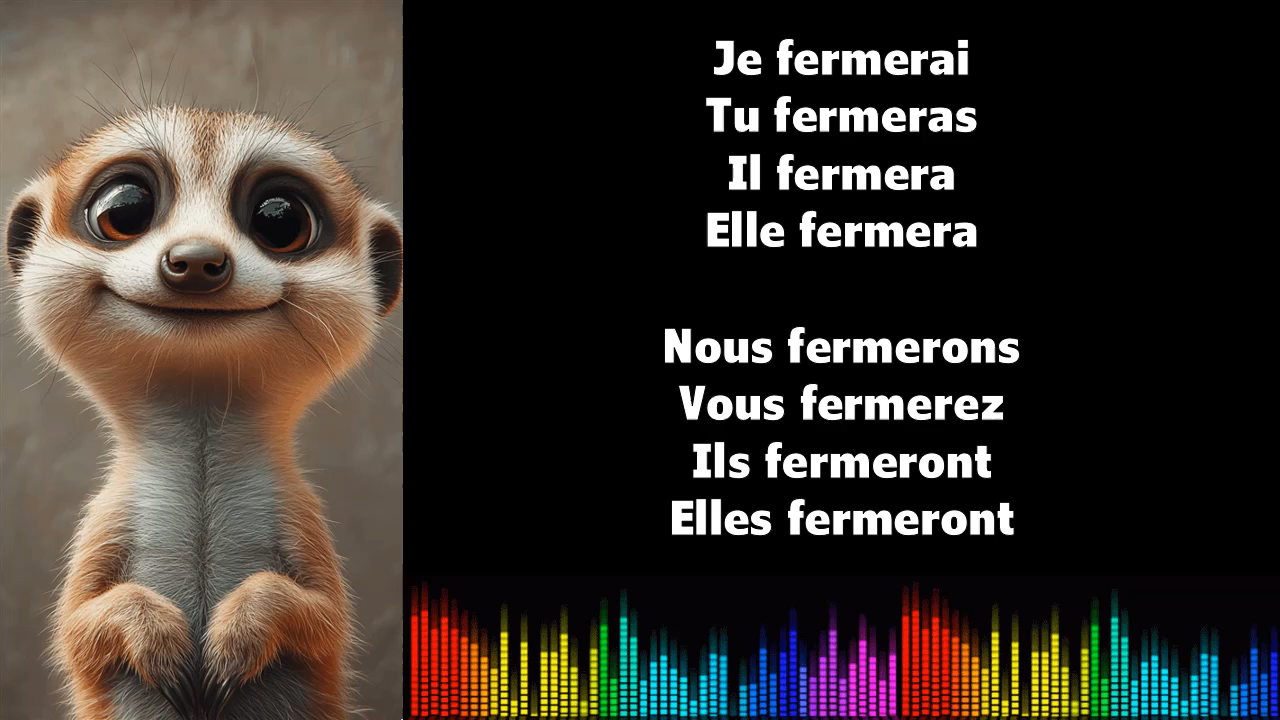 Je fermerai
Tu fermeras
Il fermera
Elle fermera
Nous fermerons
Vous fermerez
Ils fermeront
Elles fermeront